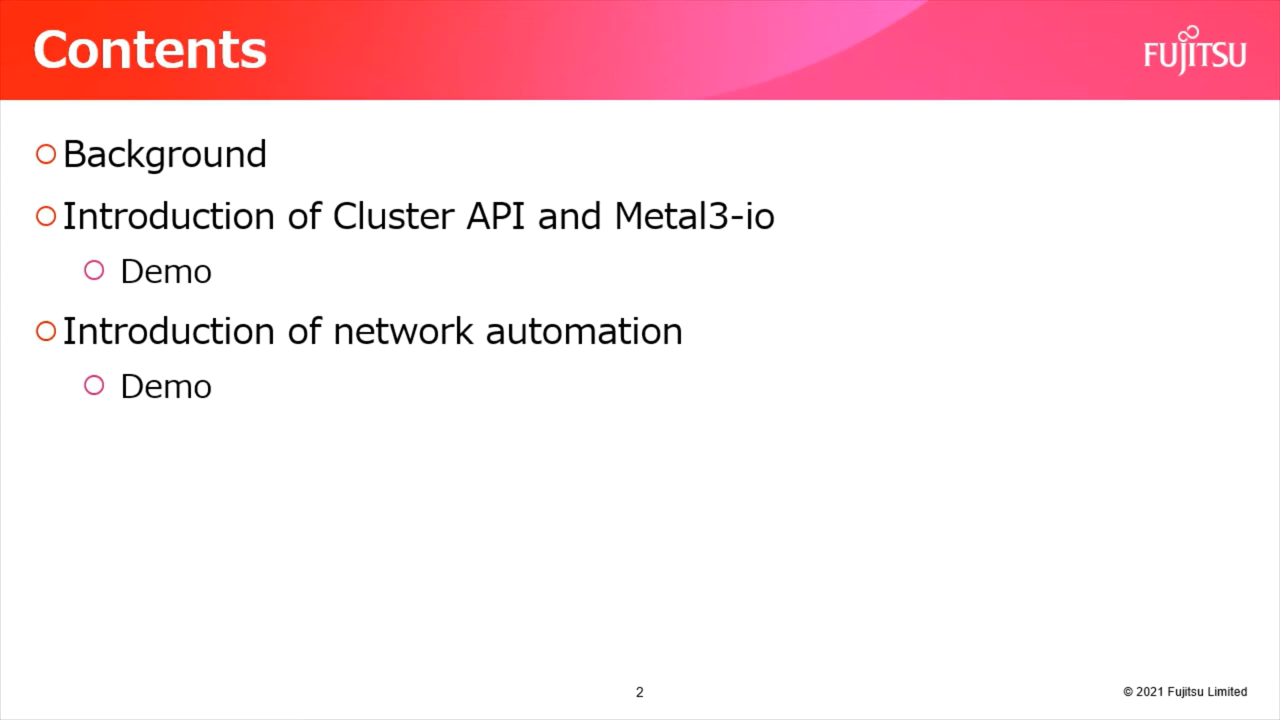 Contents
FUJITSU
Background
Introduction of Cluster API and Metal3-io
Demo
Introduction of network automation
Demo
2
© 2021 Fujitsu Limited